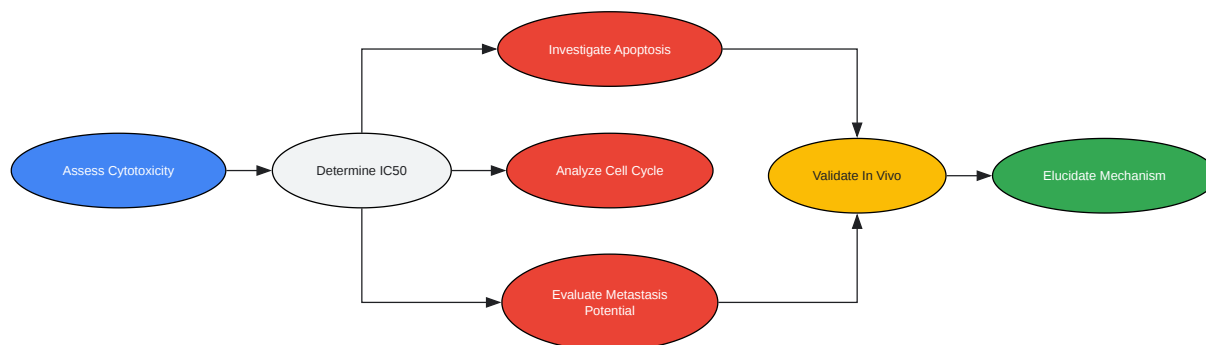 Investigate Apoptosis
Assess Cytotoxicity
Determine IC50
Analyze Cell Cycle
Validate In Vivo
Elucidate Mechanism
Evaluate Metastasis
Potential